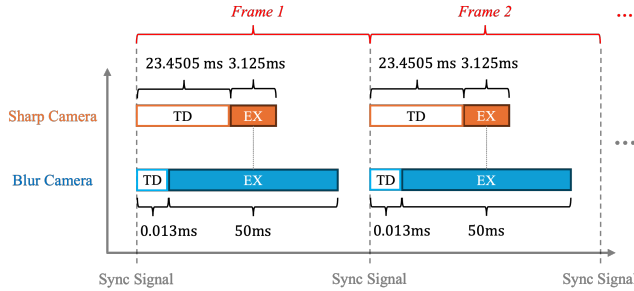 Frame 1
Frame 2
...
23.4505 ms 3.125ms
23.4505 ms 3.125ms
Sharp Camera
TD
EX
TD
EX
...
Blur Camera
TD
EX
TD
EX
0.013ms
50ms
0.013ms
50ms
Sync Signal
Sync Signal
Sync Signal